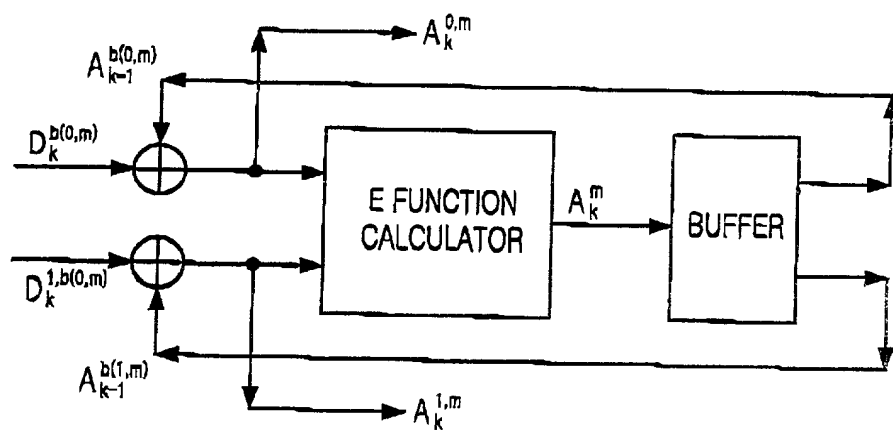 A_k^{0,m}
A_{k-1}^{b(0,m)}
D_k^{b(0,m)}
E FUNCTION
CALCULATOR
A_k^m
BUFFER
D_k^{1,b(0,m)}
A_{k-1}^{b(1,m)}
A_k^{1,m}